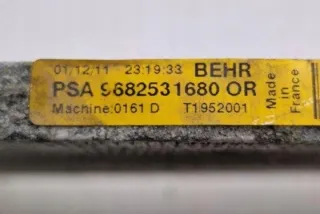 01/12/11 23:19:33 BEHR
PSA 9682531680 OR
Machine:0161 D T1952001
Made
in
France